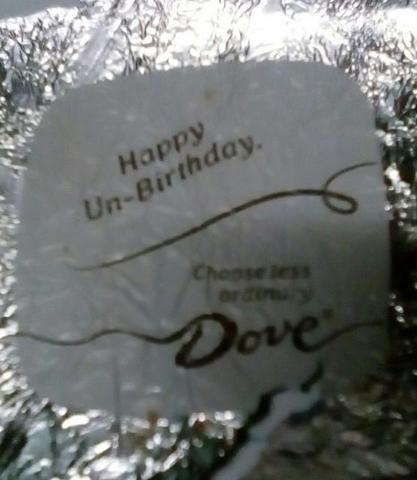 Happy
Un-Birthday.
Choose less
ordinary
Dove®